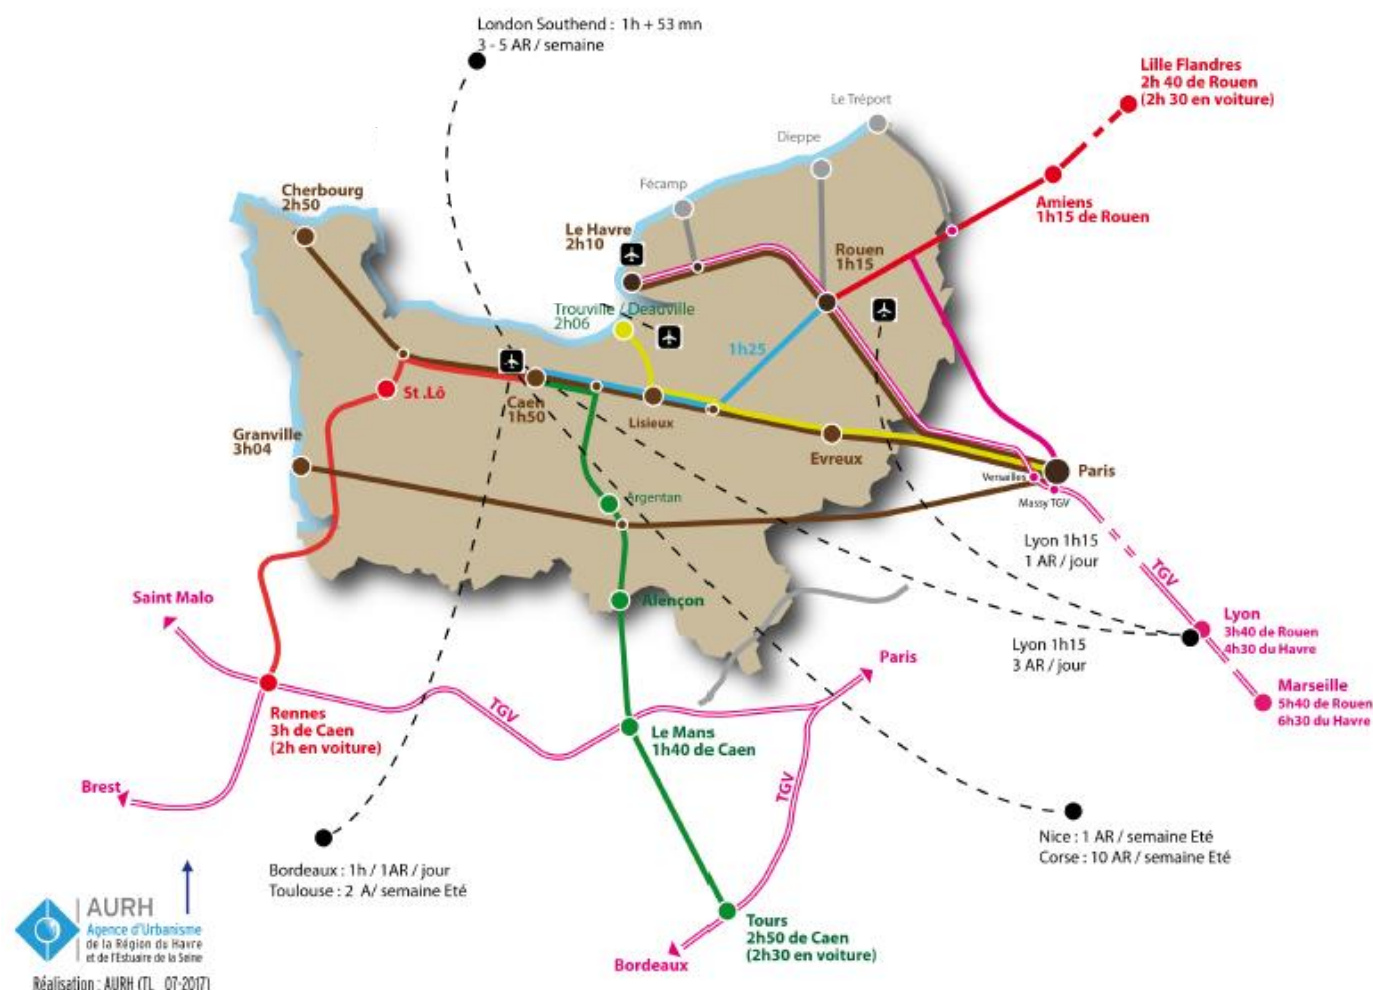 London Southend : 1h + 53 mn
3 - 5 AR / semaine
Lille Flandres
2h 40 de Rouen
(2h 30 en voiture)
Le Tréport
Dieppe
Fécamp
Cherbourg
2h50
Amiens
1h15 de Rouen
Le Havre
2h10
Rouen
1h15
Trouville / Deauville
2h06
1h25
St .Lô
Caen
1h50
Lisieux
Granville
3h04
Evreux
Paris
Versailles
Massy TGV
Argentan
Lyon 1h15
1 AR / jour
TGV
Saint Malo
Alençon
Lyon
3h40 de Rouen
4h30 du Havre
Lyon 1h15
3 AR / jour
Paris
Marseille
5h40 de Rouen
6h30 du Havre
TGV
Rennes
3h de Caen
(2h en voiture)
Le Mans
1h40 de Caen
TGV
Brest
Nice : 1 AR / semaine Eté
Corse : 10 AR / semaine Eté
Bordeaux : 1h / 1AR / jour
Toulouse : 2 A/ semaine Eté
Tours
2h50 de Caen
(2h30 en voiture)
Bordeaux
AURH
Agence d'Urbanisme
de la Région du Havre
et de l'Estuaire de la Seine
Réalisation : AURH (TL_07-2017)